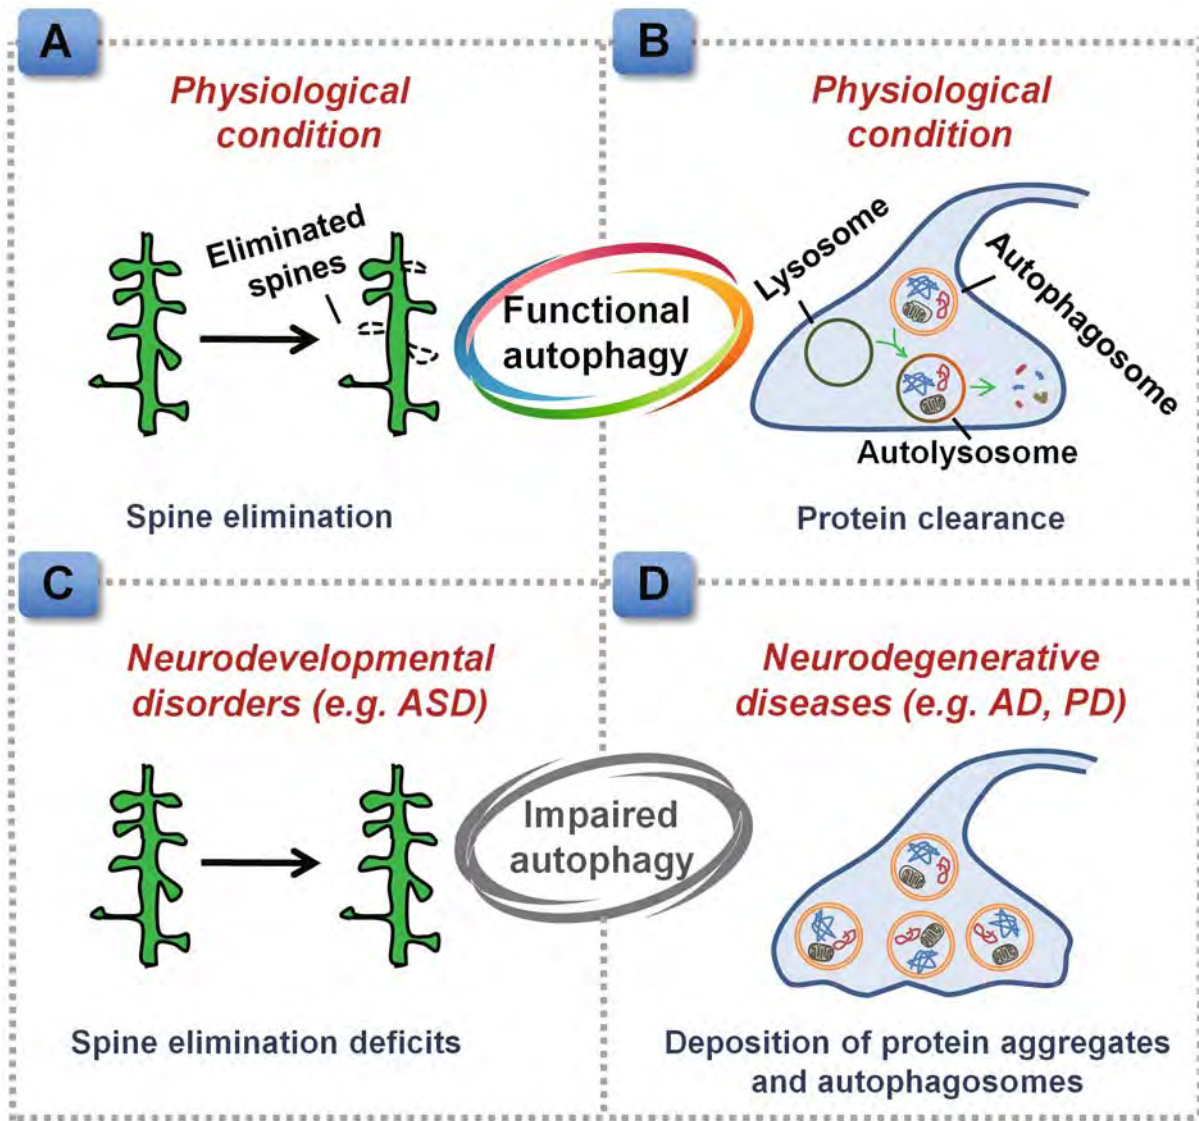 A
Physiological
condition
Eliminated
spines
Spine elimination
Functional
autophagy
B
Physiological
condition
Lysosome
Autophagosome
Autolysosome
Protein clearance
C
Neurodevelopmental
disorders (e.g. ASD)
Spine elimination deficits
Impaired
autophagy
D
Neurodegenerative
diseases (e.g. AD, PD)
Deposition of protein aggregates
and autophagosomes